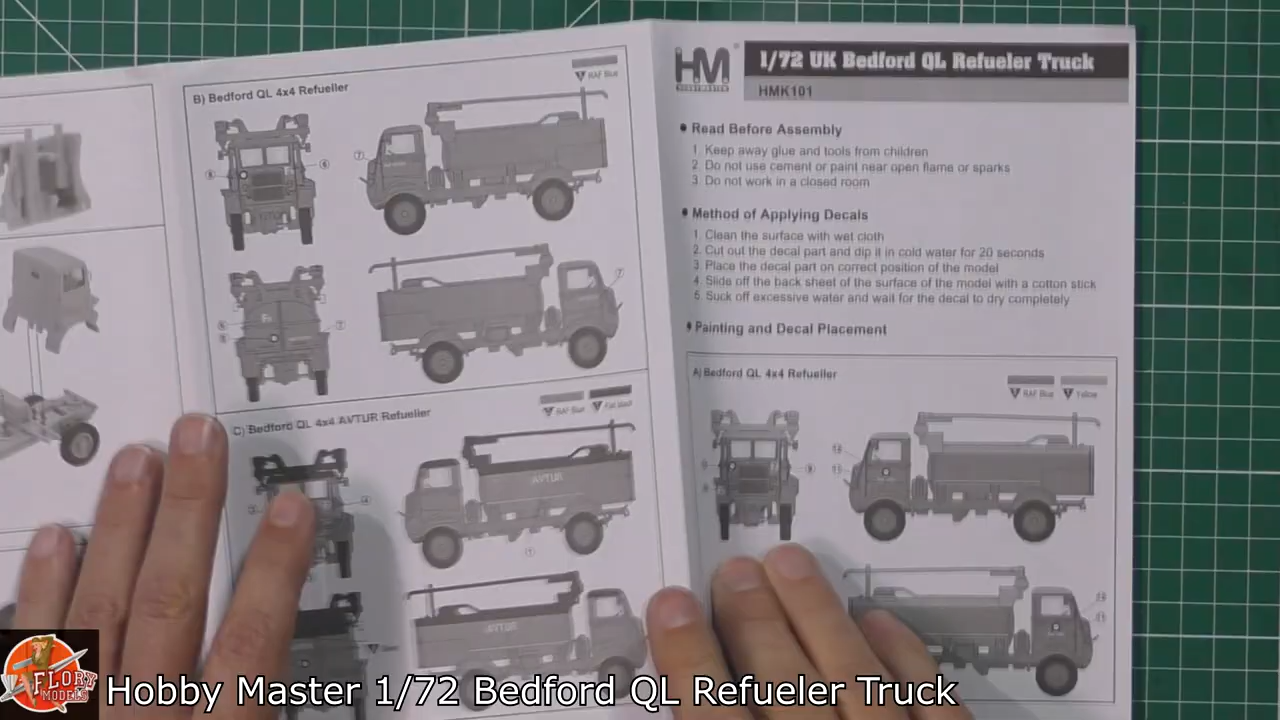 B) Bedford QL 4x4 Refueller
RAF Blue
C) Bedford QL 4x4 AVTUR Refueller
RAF Blue
Flat Black
AVTUR
AVTUR
HM
HOBBYMASTER
1/72 UK Bedford QL Refueler Truck
HMK101
Read Before Assembly
1. Keep away glue and tools from children
2. Do not use cement or paint near open flame or sparks
3. Do not work in a closed room
Method of Applying Decals
1. Clean the surface with wet cloth
2. Cut out the decal part and dip it in cold water for 20 seconds
3. Place the decal part on correct position of the model
4. Slide off the back sheet of the surface of the model with a cotton stick
5. Suck off excessive water and wait for the decal to dry completely
Painting and Decal Placement
A) Bedford QL 4x4 Refueller
RAF Blue
Yellow
FLORY
MODELS
Hobby Master 1/72 Bedford QL Refueler Truck